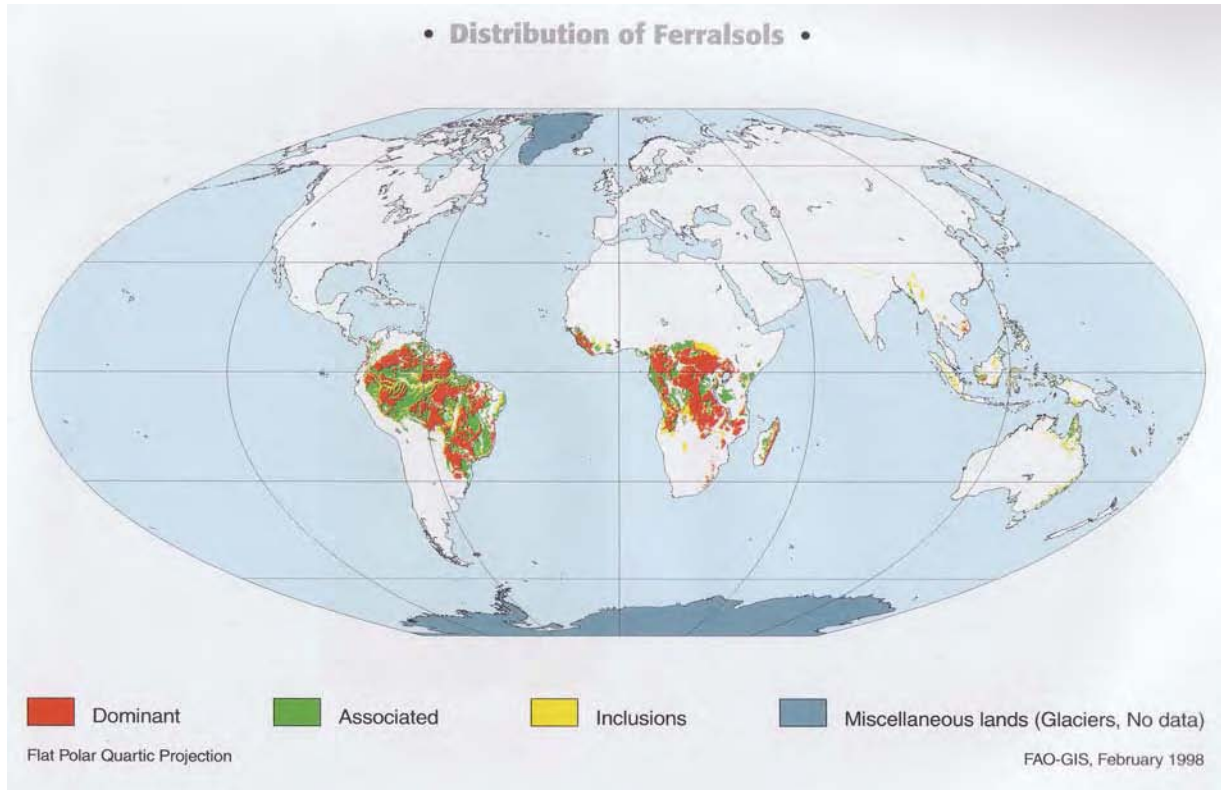 • Distribution of Ferralsols •
Dominant
Associated
Inclusions
Miscellaneous lands (Glaciers, No data)
Flat Polar Quartic Projection
FAO-GIS, February 1998